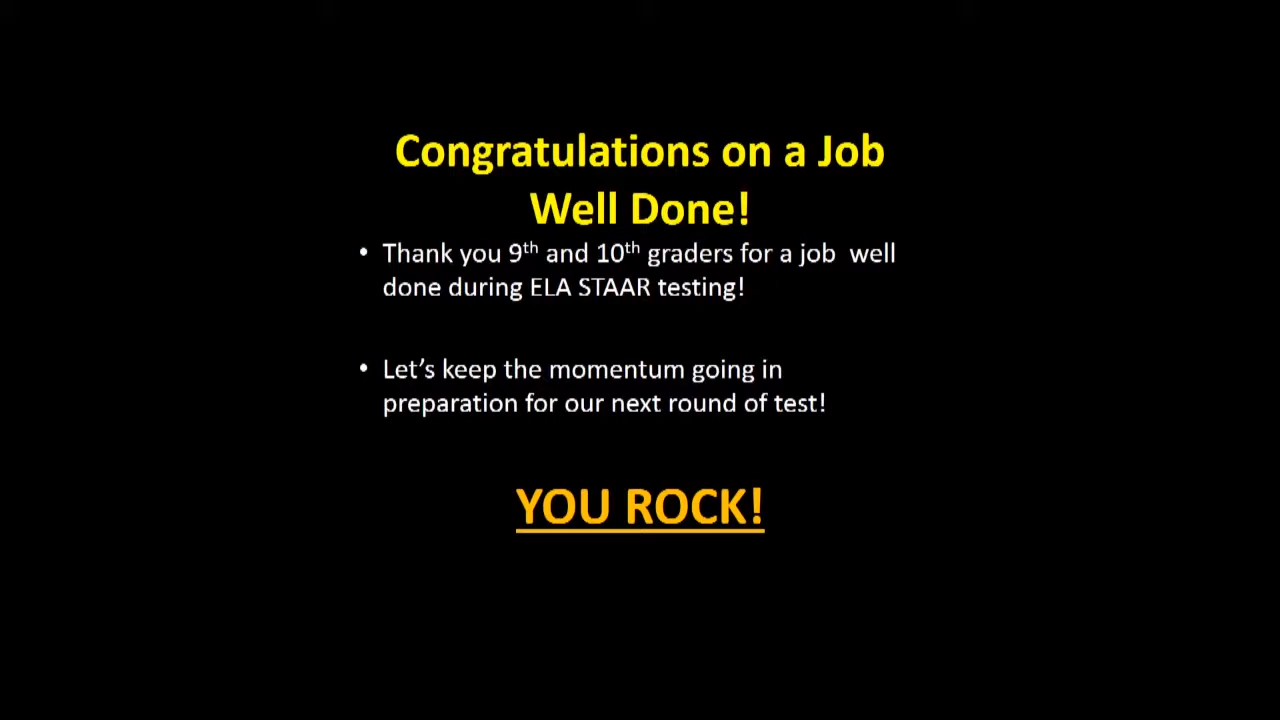 Congratulations on a Job
Well Done!
• Thank you 9th and 10th graders for a job  well
done during ELA STAAR testing!
• Let's keep the momentum going in
preparation for our next round of test!
YOU ROCK!